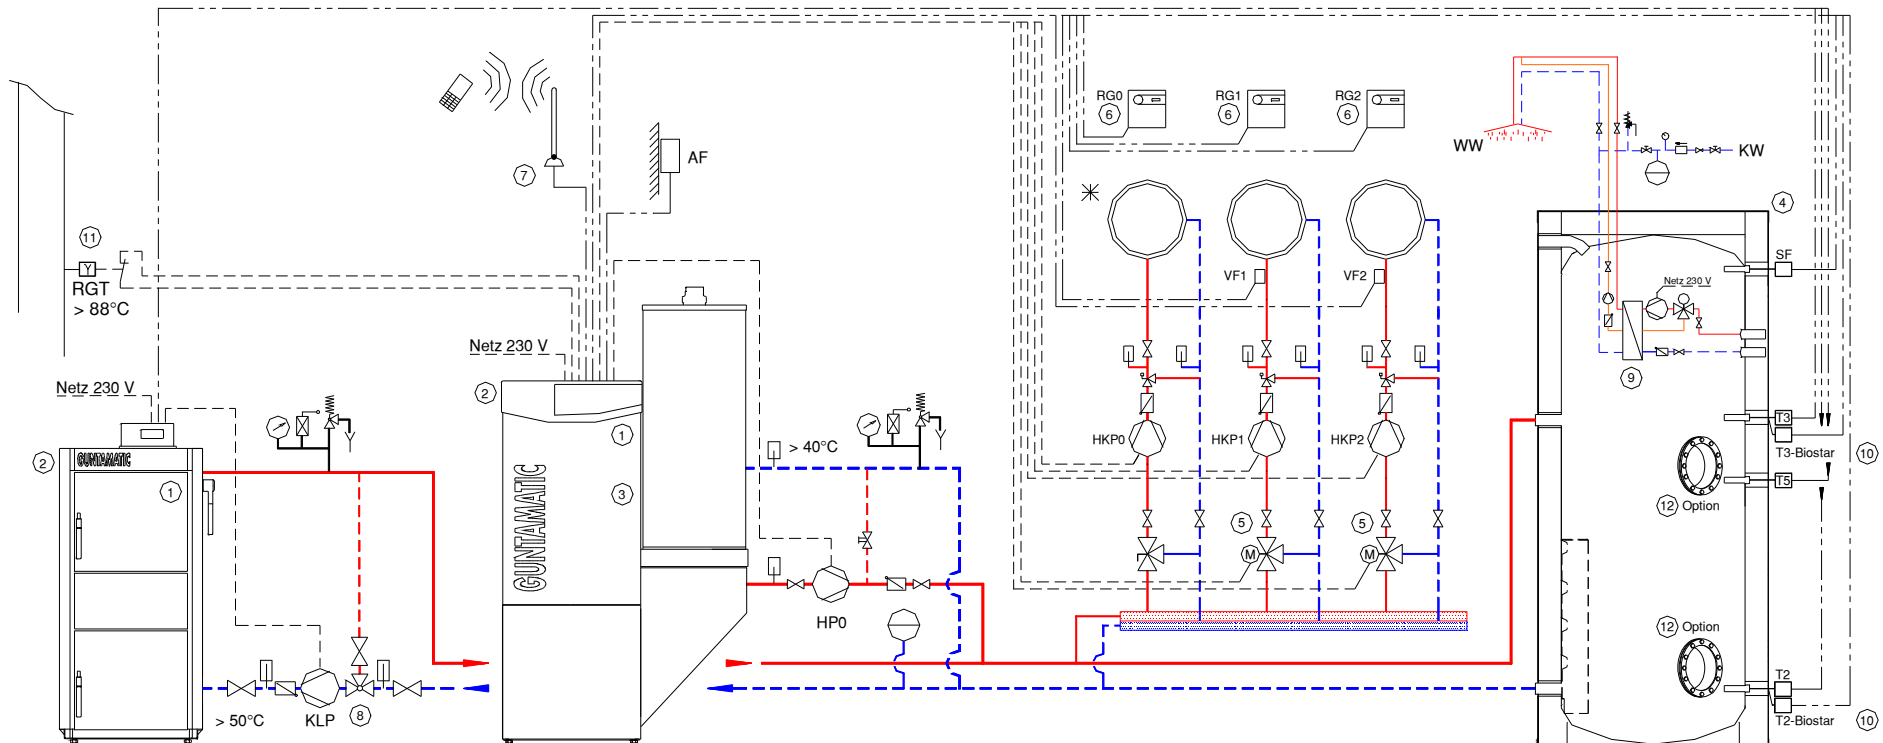 RG0
6
RG1
6
RG2
6
WW
KW
7
AF
4
11
Y
RGT
> 88°C
SF
VF1
VF2
Netz 230 V
Netz 230 V
Netz 230 V
2
1
9
HKP0
HKP1
HKP2
T3
T3-Biostar
10
T5
12 Option
2
GUNTAMATIC
1
> 40°C
GUNTAMATIC
3
5
5
M
M
HP0
12 Option
> 50°C
KLP
8
T2
T2-Biostar
10